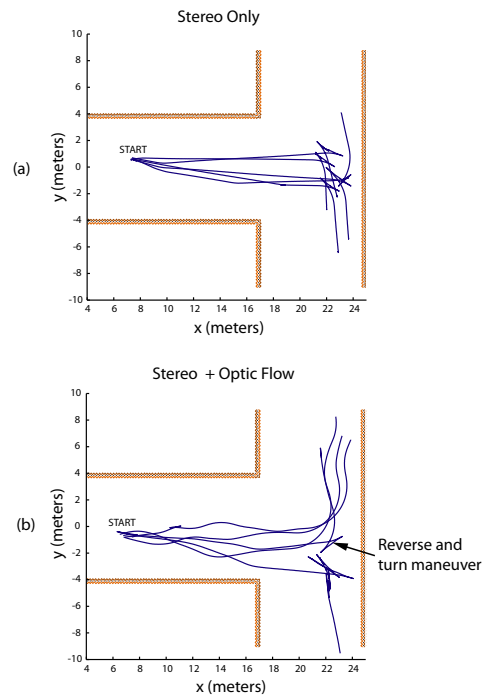 Stereo Only
10
8
6
4
2
0
-2
-4
-6
-8
-10
y (meters)
(a)
START
4 6 8 10 12 14 16 18 20 22 24
x (meters)
Stereo + Optic Flow
10
8
6
4
2
0
-2
-4
-6
-8
-10
y (meters)
(b)
START
Reverse and
turn maneuver
4 6 8 10 12 14 16 18 20 22 24
x (meters)